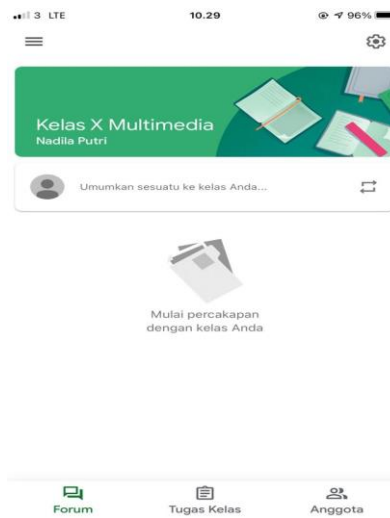 3 LTE 10.29 96%
Kelas X Multimedia
Nadila Putri
Umumkan sesuatu ke kelas Anda...
Mulai percakapan
dengan kelas Anda
Forum Tugas Kelas Anggota